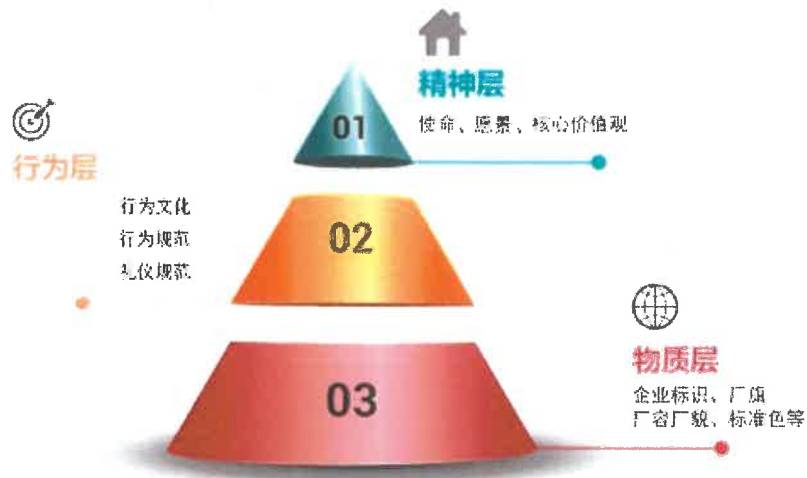 精神层
01
使命、愿景、核心价值观
行为层
行为文化
行为规范
礼仪规范
02
物质层
企业标识、厂旗
厂容厂貌、标准色等
03